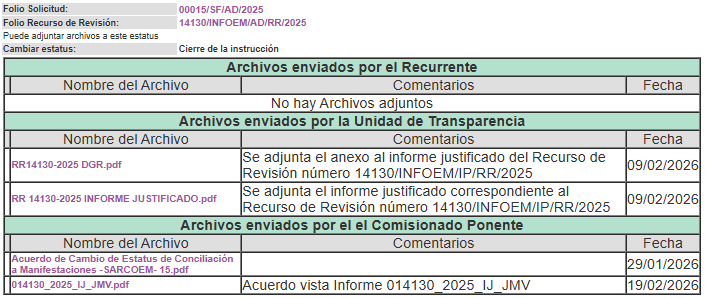 Folio Solicitud: 00015/SF/AD/2025
Folio Recurso de Revisión: 14130/INFOEM/AD/RR/2025
Puede adjuntar archivos a este estatus
Cambiar estatus: Cierre de la instrucción
Archivos enviados por el Recurrente
Nombre del Archivo Comentarios Fecha
No hay Archivos adjuntos
Archivos enviados por la Unidad de Transparencia
Nombre del Archivo Comentarios Fecha
RR14130-2025 DGR.pdf Se adjunta el anexo al informe justificado del Recurso de
Revisión número 14130/INFOEM/IP/RR/2025 09/02/2026
RR 14130-2025 INFORME JUSTIFICADO.pdf Se adjunta el informe justificado correspondiente al
Recurso de Revisión número 14130/INFOEM/IP/RR/2025 09/02/2026
Archivos enviados por el el Comisionado Ponente
Nombre del Archivo Comentarios Fecha
Acuerdo de Cambio de Estatus de Conciliación
a Manifestaciones -SARCOEM- 15.pdf 29/01/2026
014130_2025_IJ_JMV.pdf Acuerdo vista Informe 014130_2025_IJ_JMV 19/02/2026